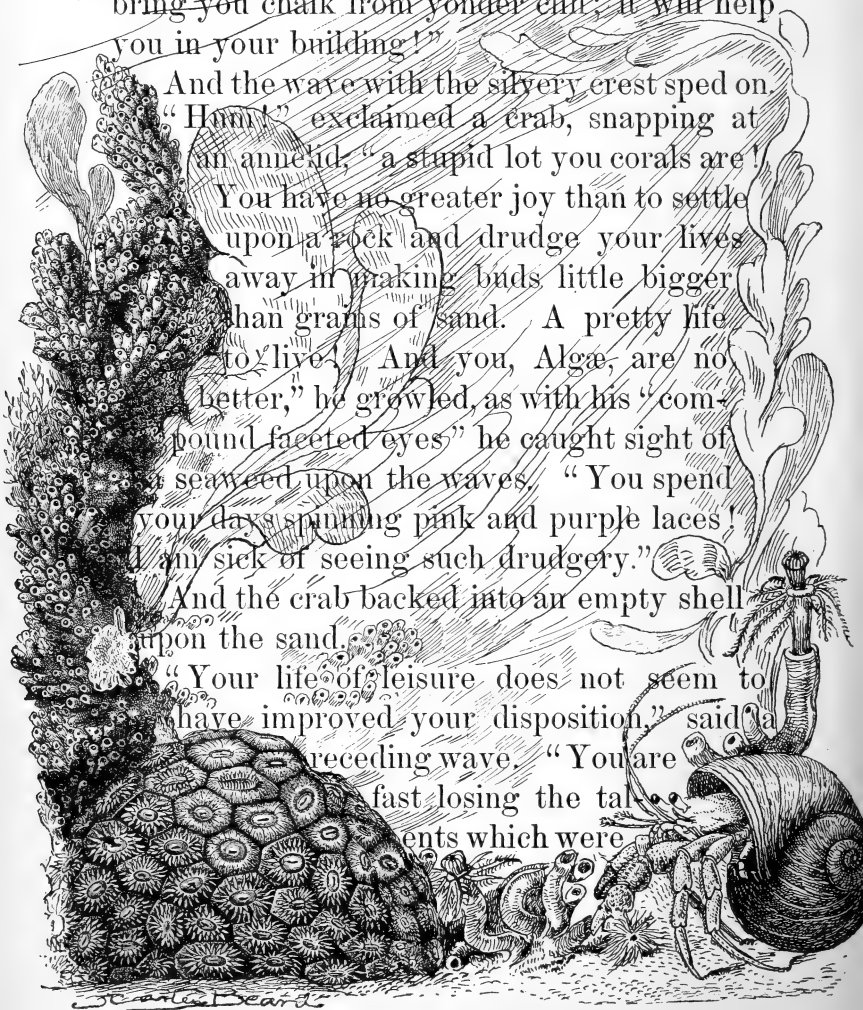 bring you chalk from yonder cliff; it will help
you in your building!”
And the wave with the silvery crest sped on.
“Hum!” exclaimed a crab, snapping at
an annelid; “a stupid lot you corals are!
You have no greater joy than to settle
upon a rock and drudge your lives
away in making buds little bigger
than grains of sand. A pretty life
to live! And you, Algæ, are no
better,” he growled, as with his “com-
pound faceted eyes” he caught sight of
a seaweed upon the waves. “You spend
your days spinning pink and purple laces!
I am sick of seeing such drudgery.”
And the crab backed into an empty shell
upon the sand.
“Your life of leisure does not seem to
have improved your disposition,” said a
receding wave. “You are
fast losing the tal-
ents which were
J Carter Beard